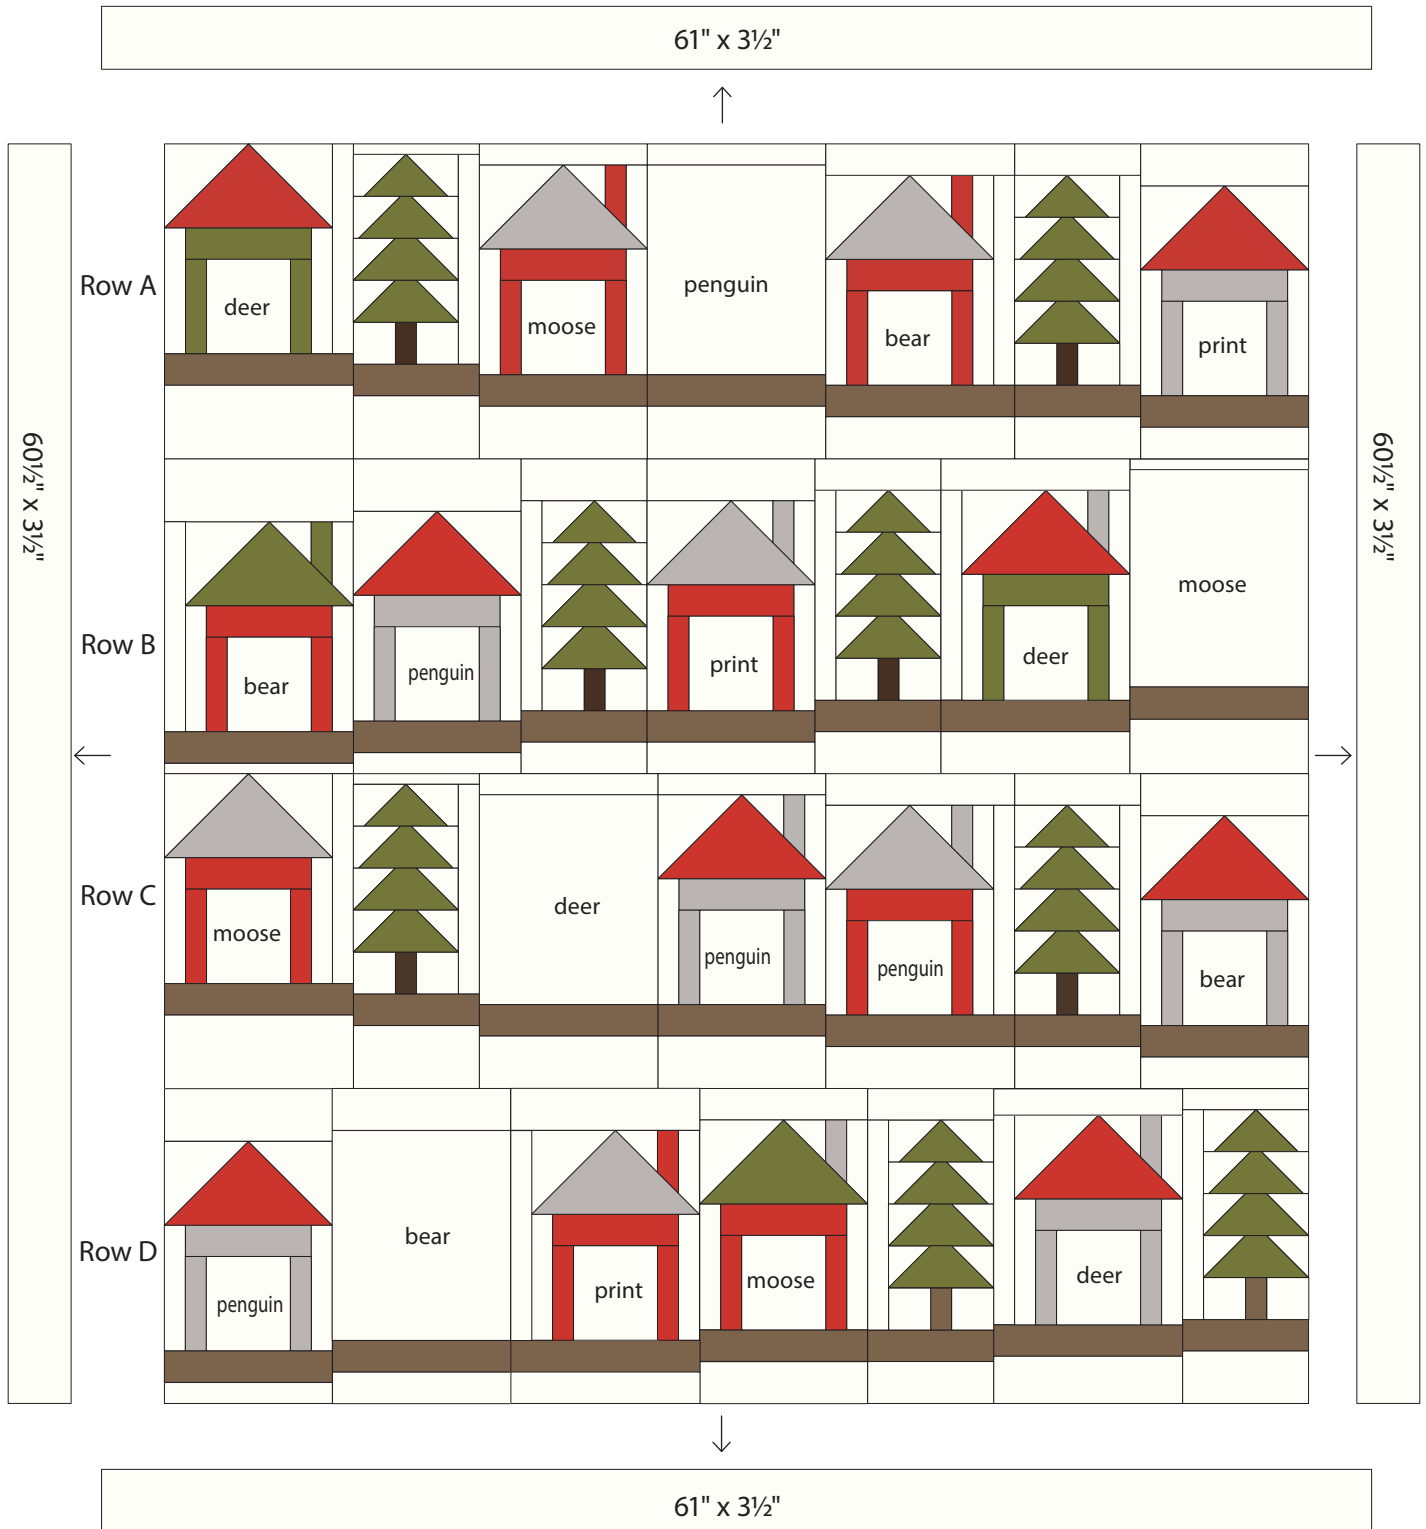 61" x 3½"
60½" x 3½"
60½" x 3½"
Row A
deer
moose
penguin
bear
print
Row B
bear
penguin
print
deer
moose
Row C
moose
deer
penguin
penguin
bear
Row D
penguin
bear
print
moose
deer
61" x 3½"